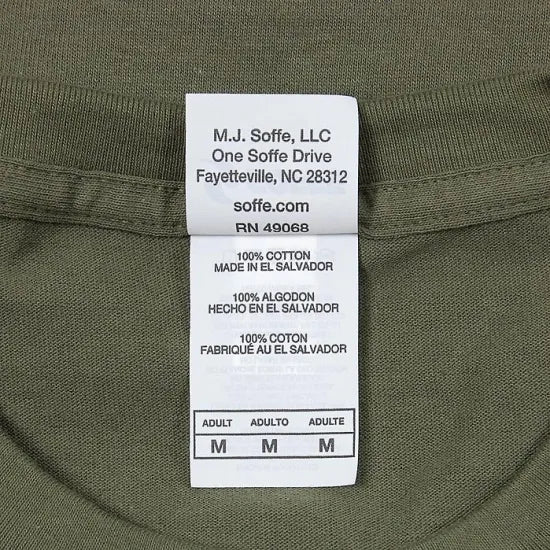 M.J. Soffe, LLC
One Soffe Drive
Fayetteville, NC 28312
soffe.com
RN 49068
100% COTTON
MADE IN EL SALVADOR
100% ALGODON
HECHO EN EL SALVADOR
100% COTON
FABRIQUÉ AU EL SALVADOR
ADULT ADULTO ADULTE
M M M